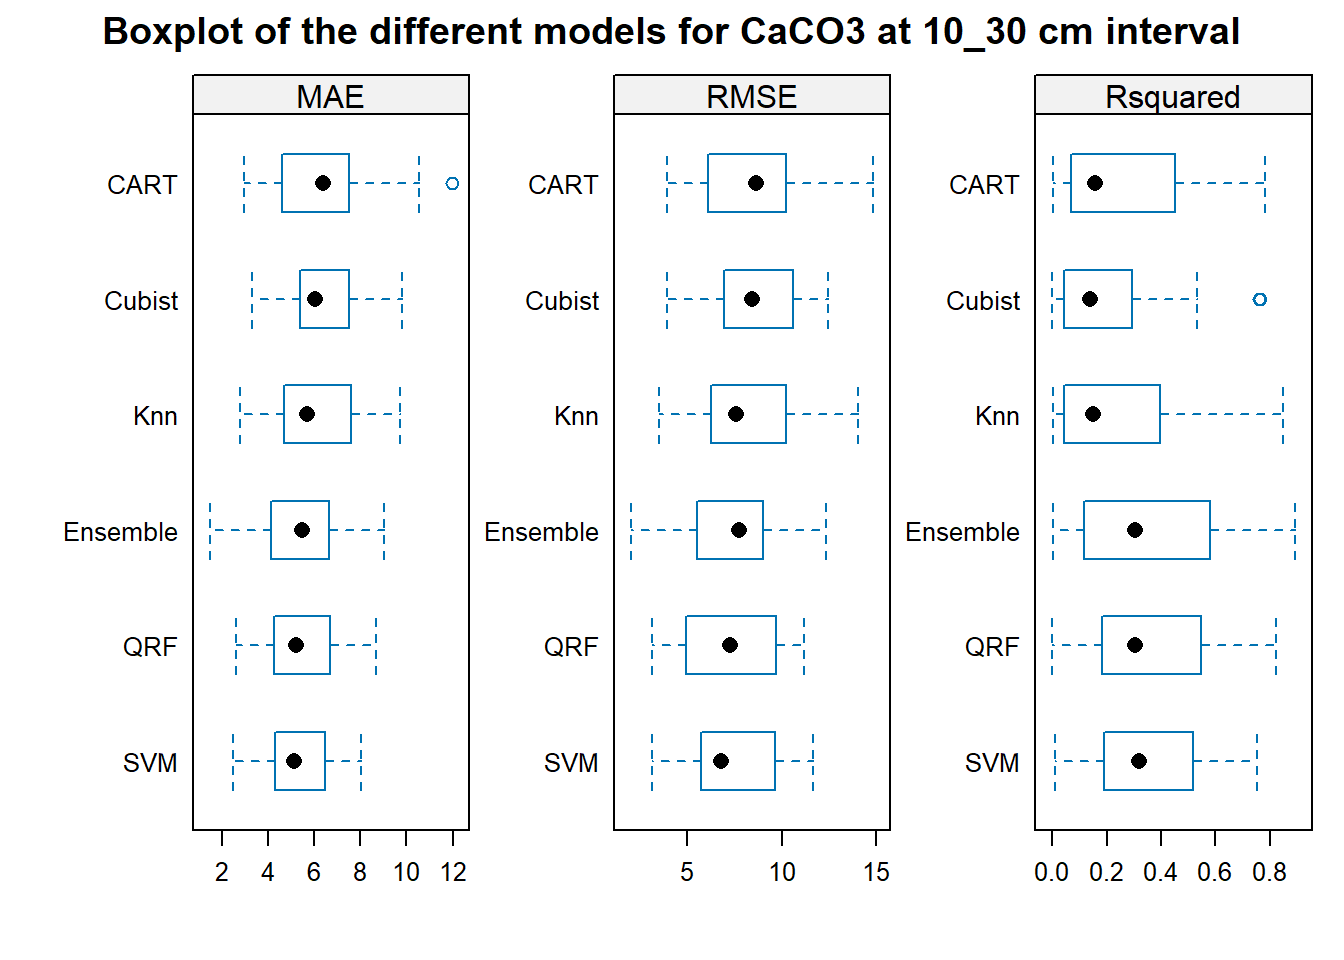 Boxplot of the different models for CaCO3 at 10_30 cm interval
MAE
CART
Cubist
Knn
Ensemble
QRF
SVM
2 4 6 8 10 12
RMSE
CART
Cubist
Knn
Ensemble
QRF
SVM
5 10 15
Rsquared
CART
Cubist
Knn
Ensemble
QRF
SVM
0.0 0.2 0.4 0.6 0.8